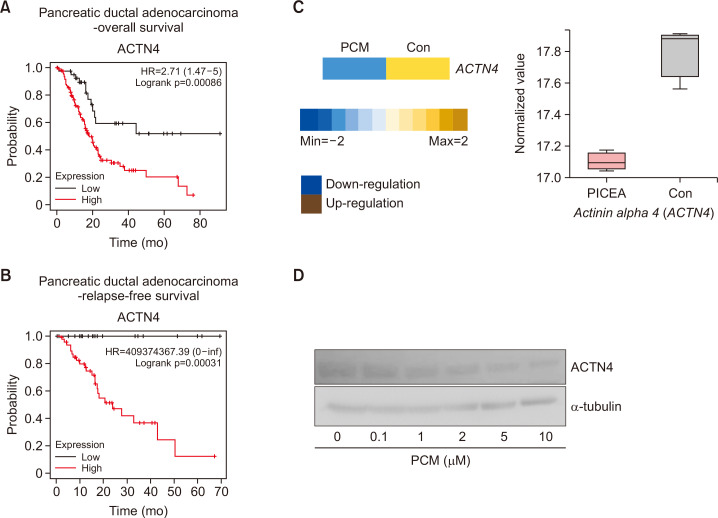 A
Pancreatic ductal adenocarcinoma
-overall survival
ACTN4
HR=2.71 (1.47−5)
Logrank p=0.00086
Probability
1.0
0.8
0.6
0.4
0.2
0
Expression
Low
High
0 20 40 60 80
Time (mo)
B
Pancreatic ductal adenocarcinoma
-relapse-free survival
ACTN4
HR=409374367.39 (0−inf)
Logrank p=0.00031
Probability
1.0
0.8
0.6
0.4
0.2
0
Expression
Low
High
0 10 20 30 40 50 60 70
Time (mo)
C
PCM Con
ACTN4
Min=−2 Max=2
Down-regulation
Up-regulation
Normalized value
17.8
17.6
17.4
17.2
17.0
PICEA Con
Actinin alpha 4 (ACTN4)
D
ACTN4
α-tubulin
0 0.1 1 2 5 10
PCM (μM)